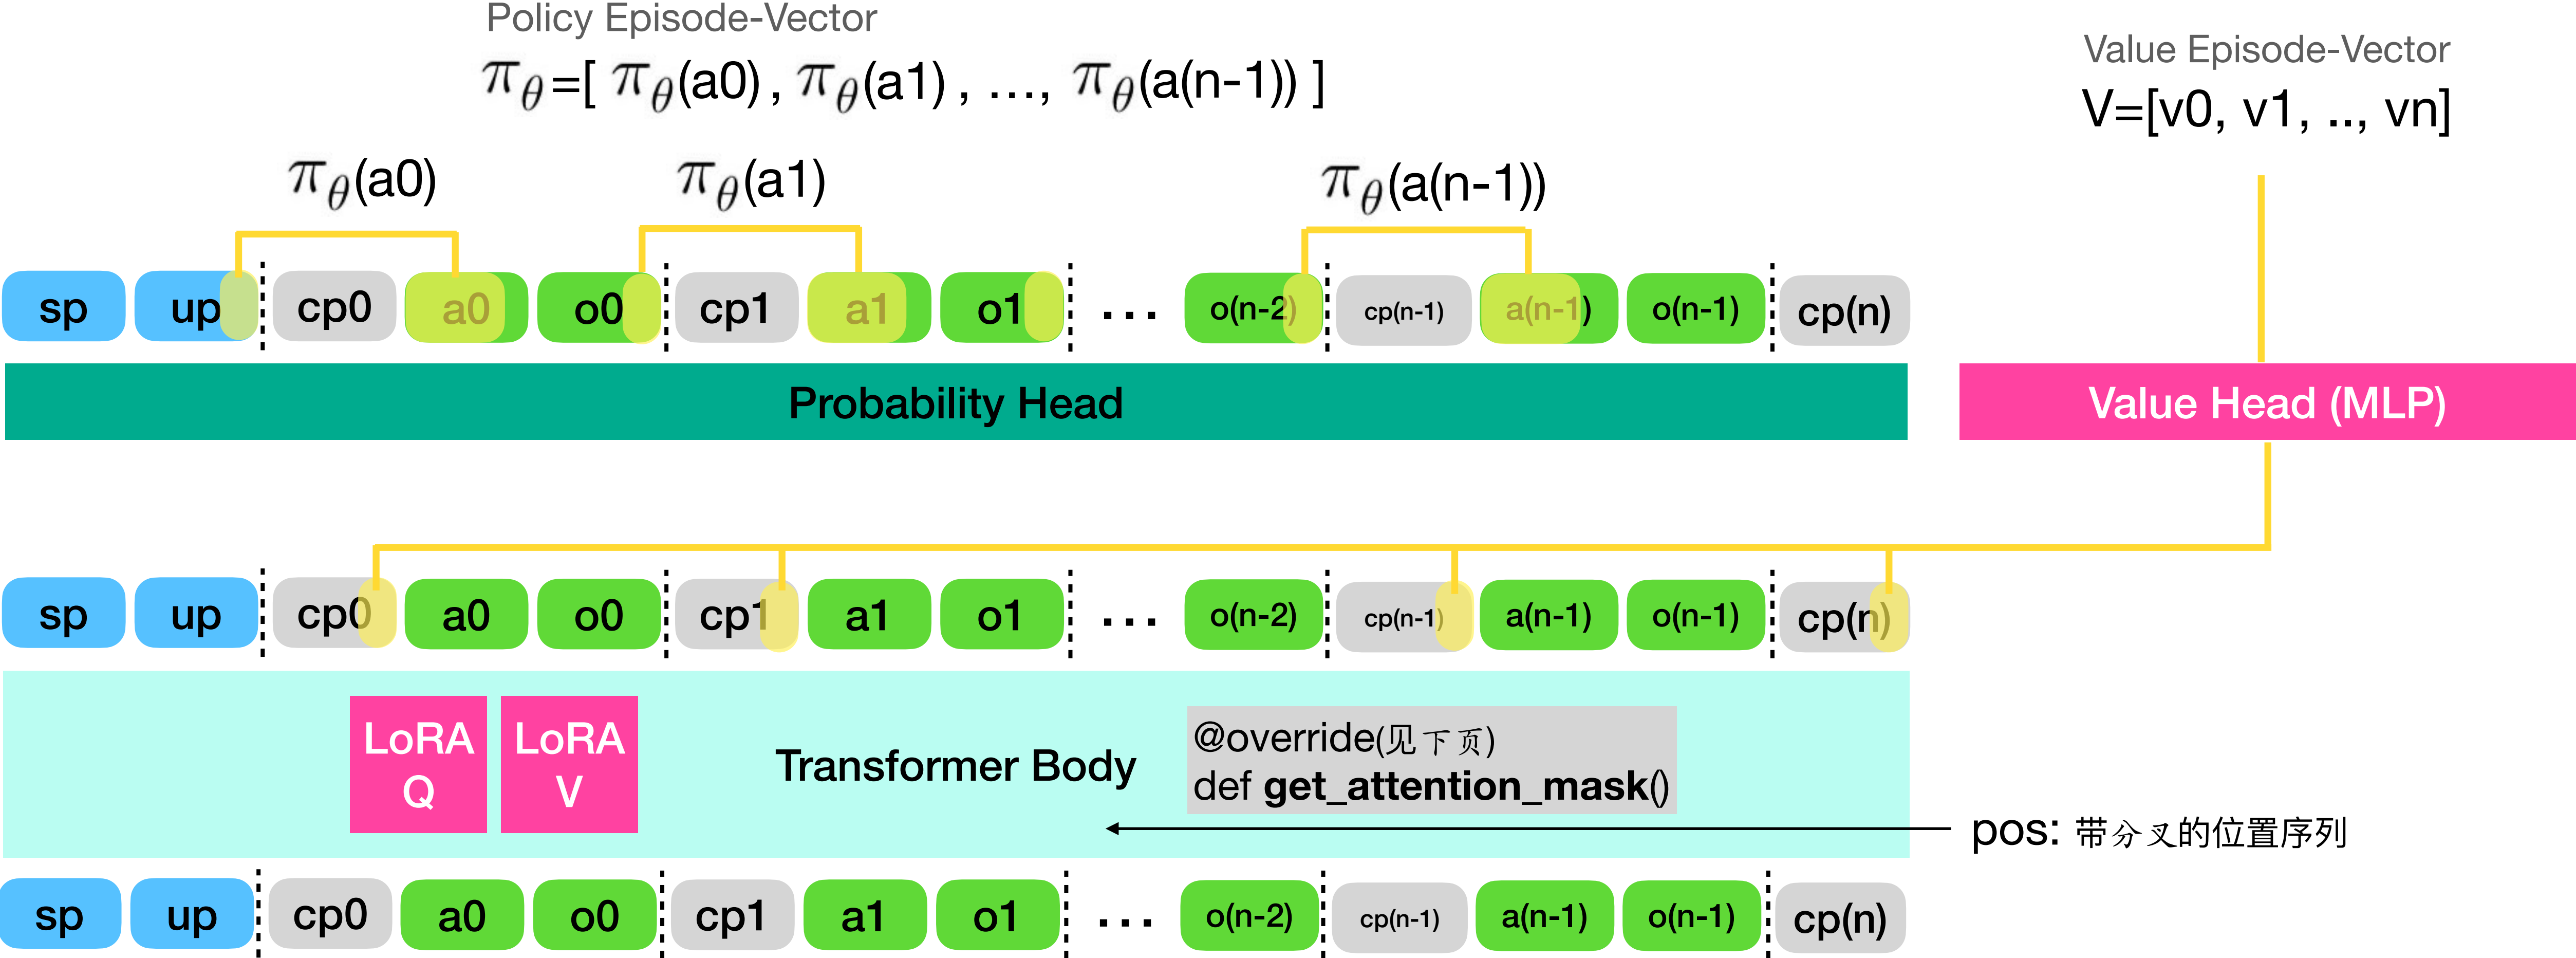 Policy Episode-Vector
πθ=[ πθ(a0) , πθ(a1) , ..., πθ(a(n-1)) ]
Value Episode-Vector
V=[v0, v1, .., vn]
πθ(a0) πθ(a1) πθ(a(n-1))
sp up cp0 a0 o0 cp1 a1 o1 ... o(n-2) cp(n-1) a(n-1) o(n-1) cp(n)
Probability Head
Value Head (MLP)
sp up cp0 a0 o0 cp1 a1 o1 ... o(n-2) cp(n-1) a(n-1) o(n-1) cp(n)
LoRA
Q
LoRA
V
Transformer Body
@override(见下页)
def get_attention_mask()
pos: 带分叉的位置序列
sp up cp0 a0 o0 cp1 a1 o1 ... o(n-2) cp(n-1) a(n-1) o(n-1) cp(n)